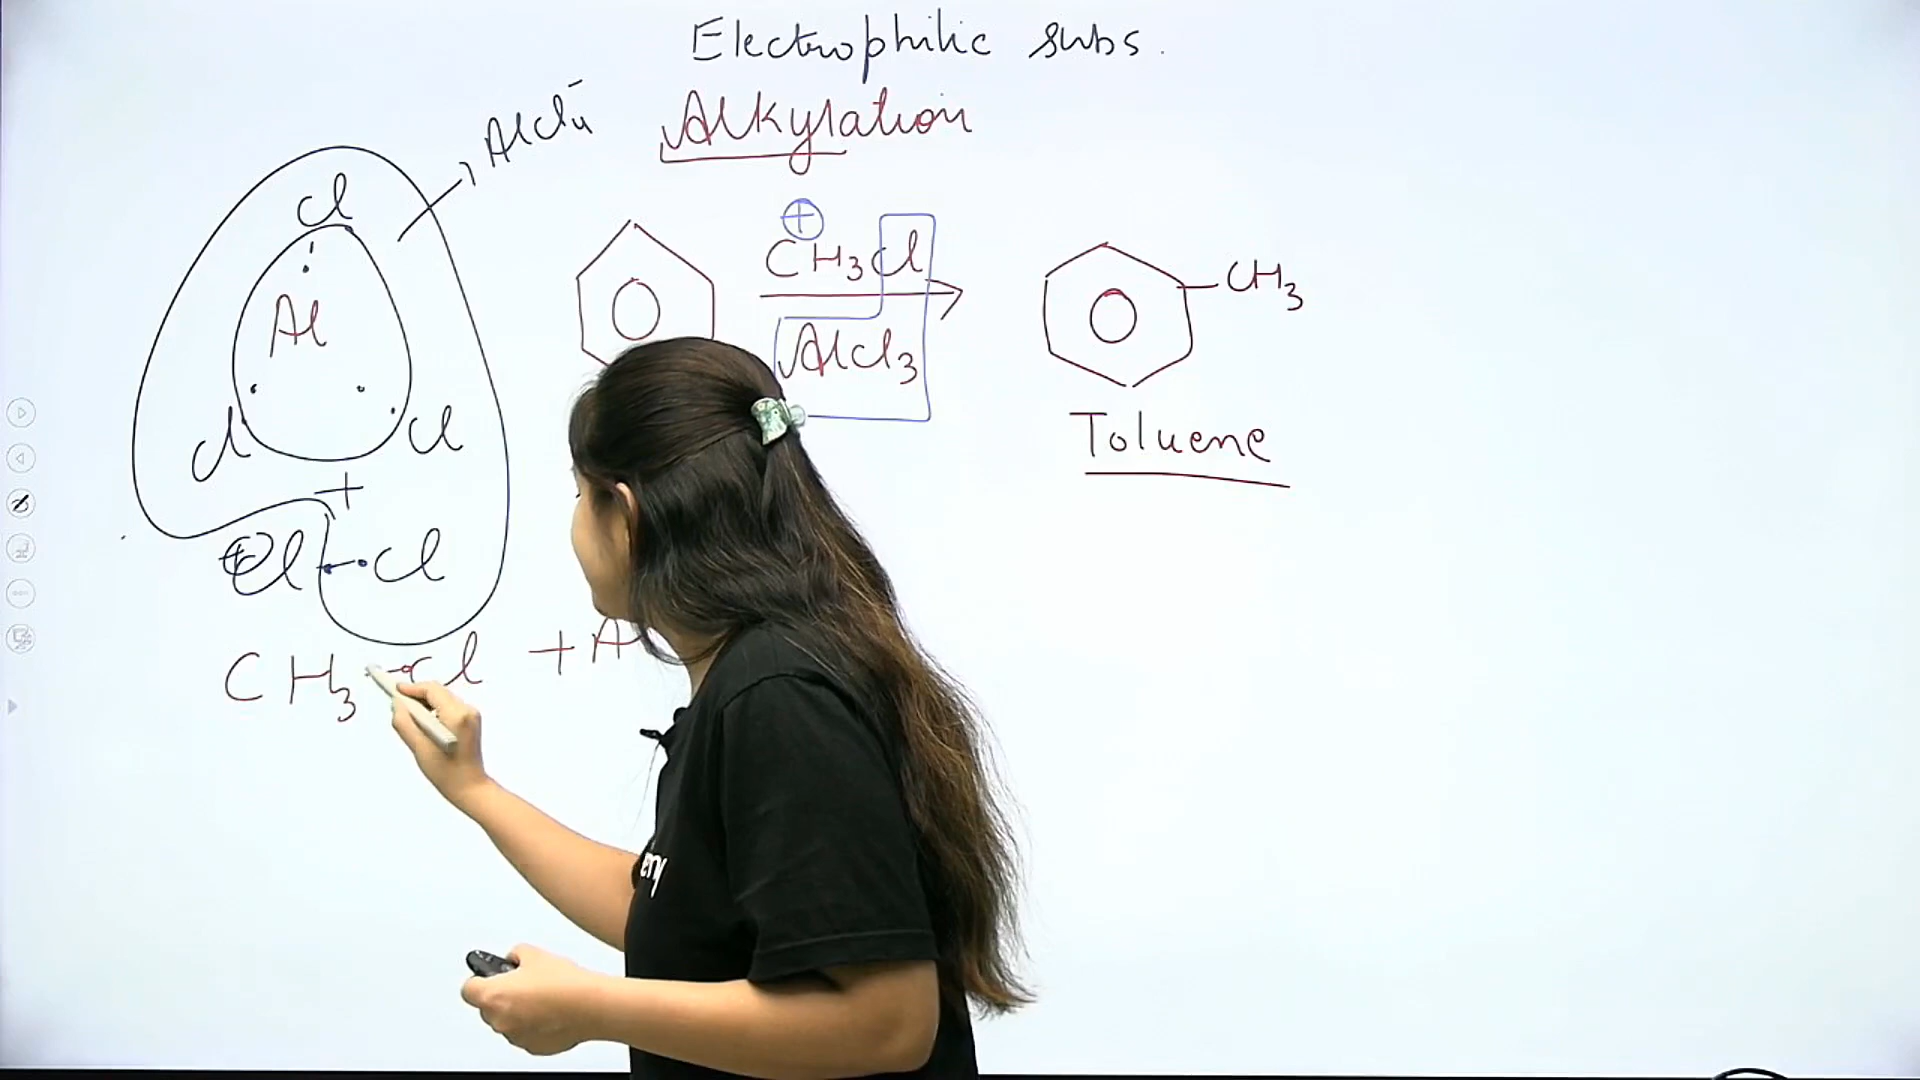 Electrophilic subs.
Alkylation
AlCl4-
Cl
Al
Cl Cl
+
+Cl - Cl
CH3 - Cl + A
+
CH3Cl
AlCl3
CH3
Toluene